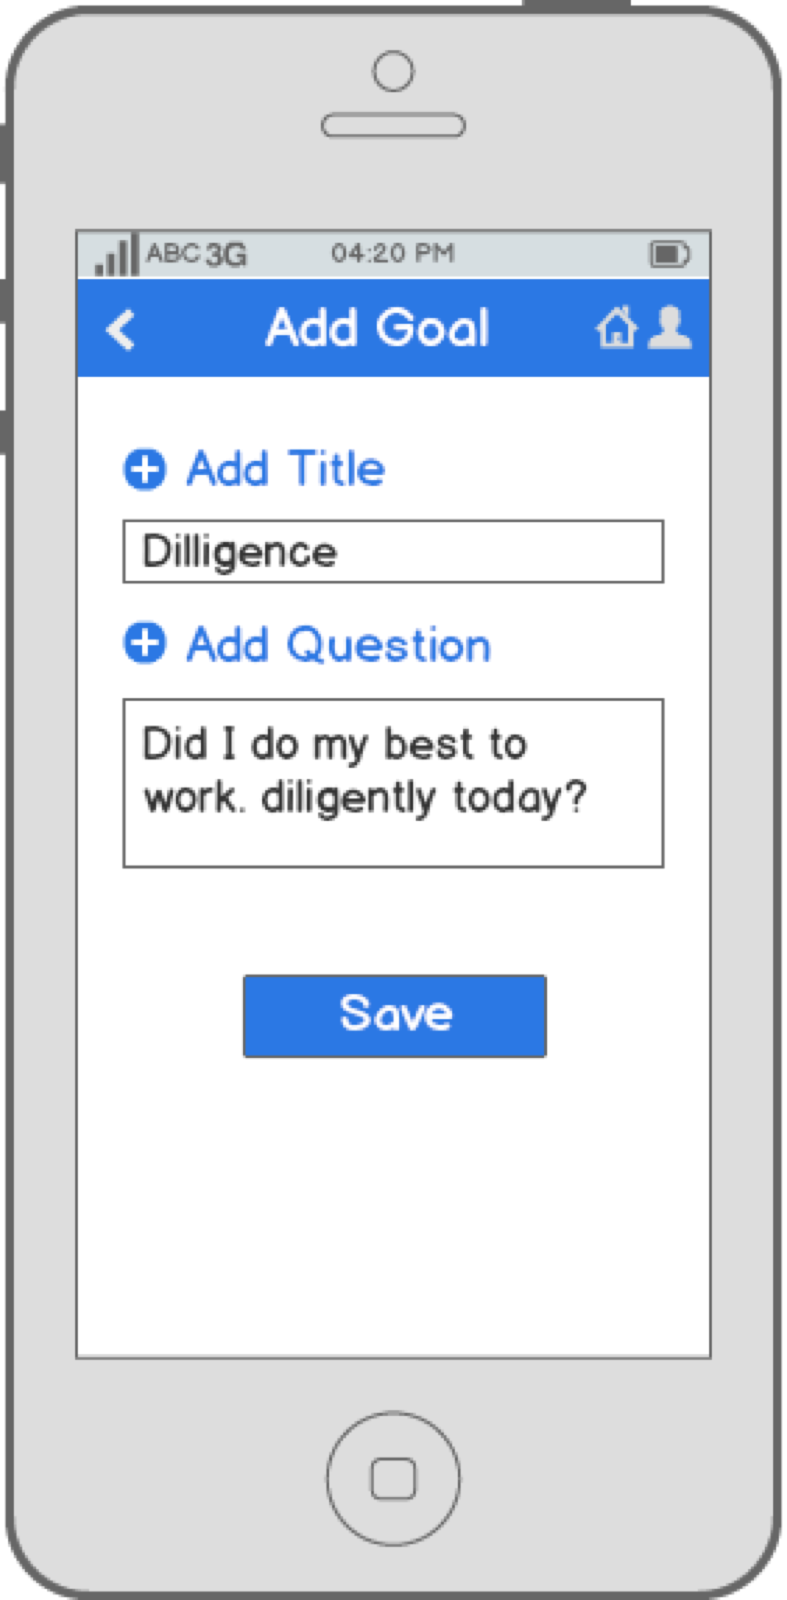 ABC 3G 04:20 PM
Add Goal
Add Title
Dilligence
Add Question
Did I do my best to
work. diligently today?
Save